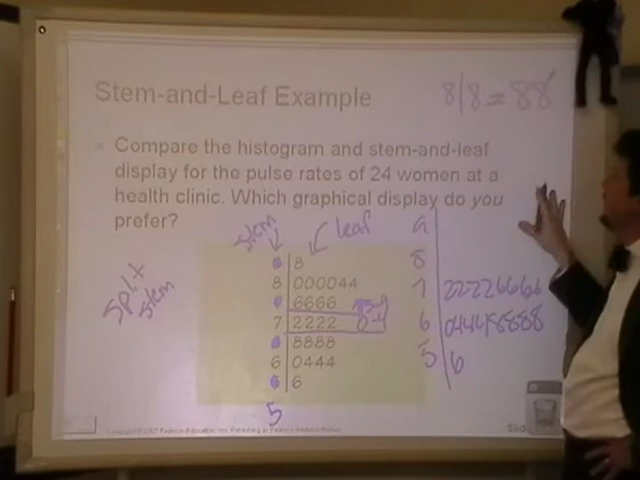 Stem-and-Leaf Example
8|8 = 88
Compare the histogram and stem-and-leaf
display for the pulse rates of 24 women at a
health clinic. Which graphical display do you
prefer?
stem
leaf
split
stem
8
8 000044
6666
7 2222
8888
6 0444
6
5
8
7 22226666
6 04448888
5 6